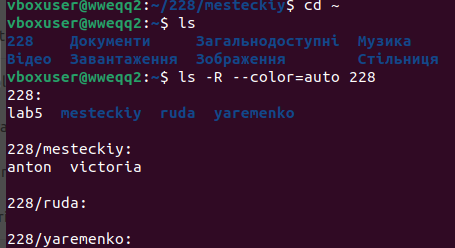 vboxuser@wweqq2:~/228/mesteckiy$ cd ~
vboxuser@wweqq2:~$ ls
228 Документи Загальнодоступні Музика
Відео Завантаження Зображення Стільниця
vboxuser@wweqq2:~$ ls -R --color=auto 228
228:
lab5 mesteckiy ruda yaremenko

228/mesteckiy:
anton victoria

228/ruda:

228/yaremenko: